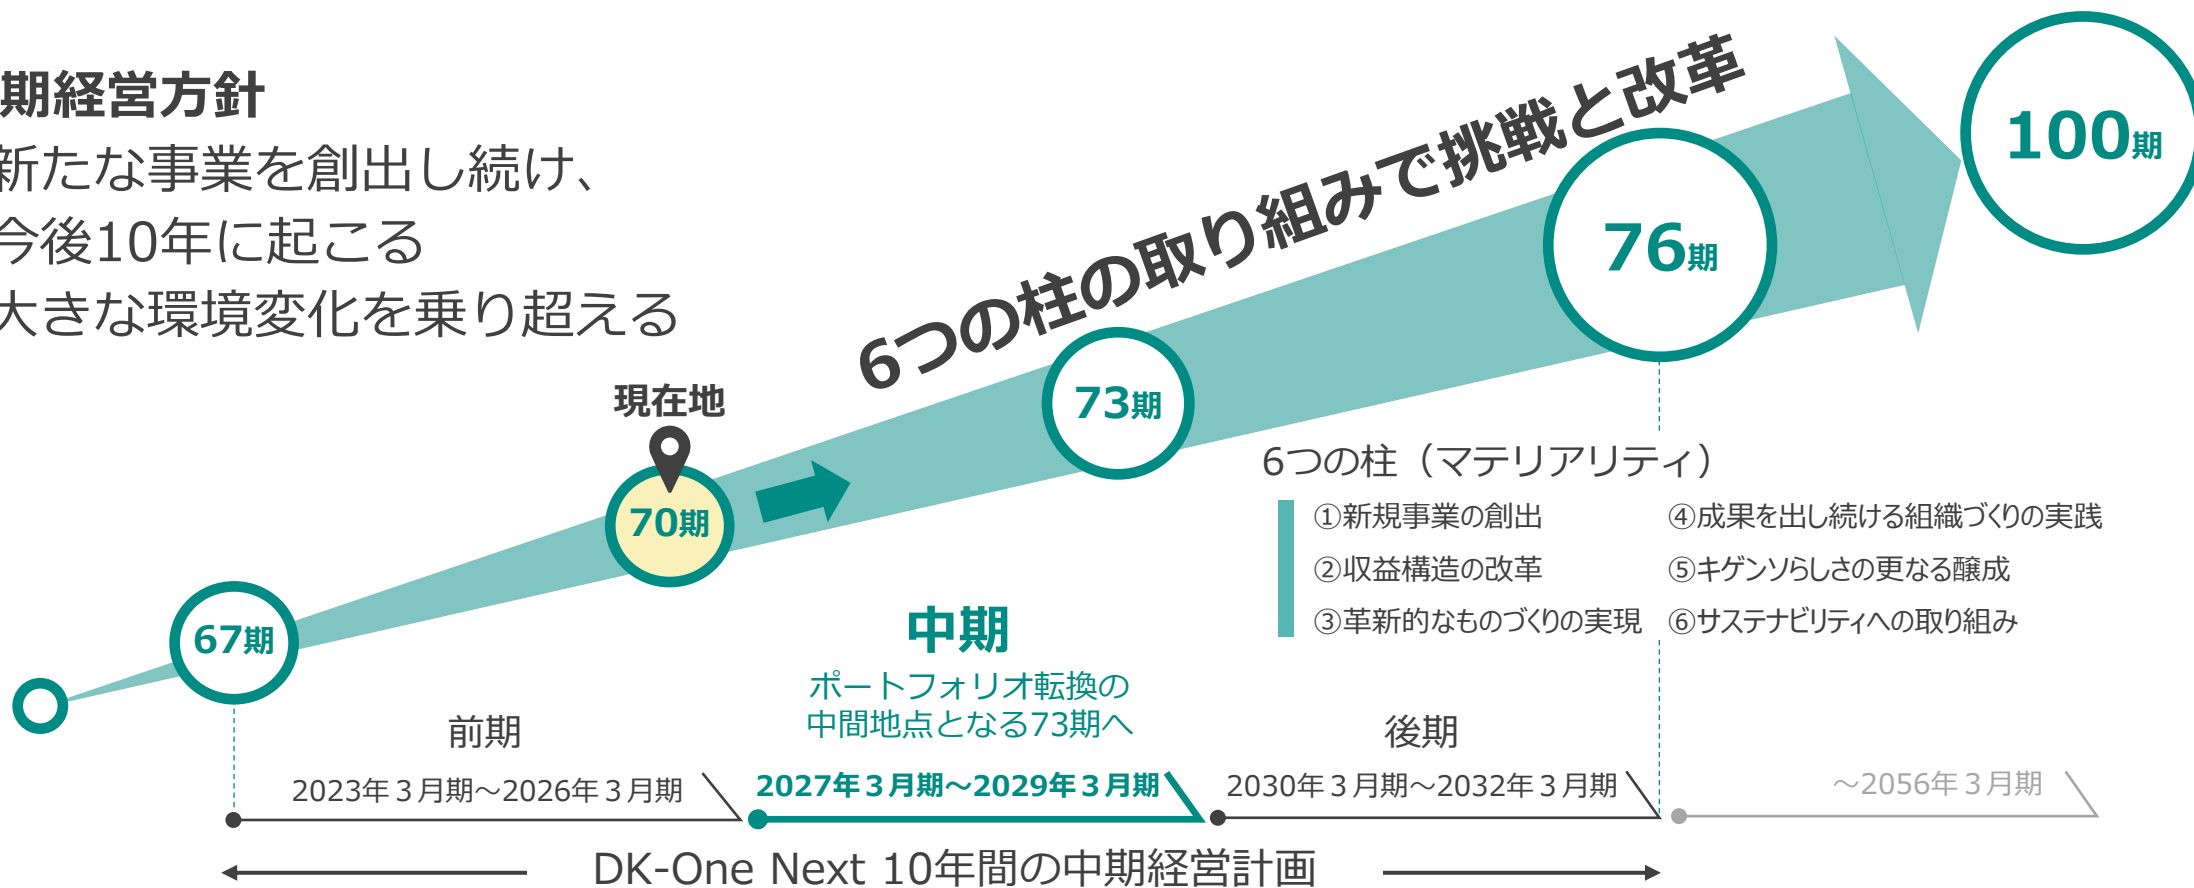 期経営方針
新たな事業を創出し続け、
今後10年に起こる
大きな環境変化を乗り超える
6つの柱の取り組みで挑戦と改革
100期
76期
73期
現在地
70期
67期
6つの柱（マテリアリティ）
①新規事業の創出
②収益構造の改革
③革新的なものづくりの実現
④成果を出し続ける組織づくりの実践
⑤キゲンソらしさの更なる醸成
⑥サステナビリティへの取り組み
前期
2023年３月期～2026年３月期
中期
ポートフォリオ転換の
中間地点となる73期へ
2027年３月期～2029年３月期
後期
2030年３月期～2032年３月期
～2056年３月期
DK-One Next 10年間の中期経営計画